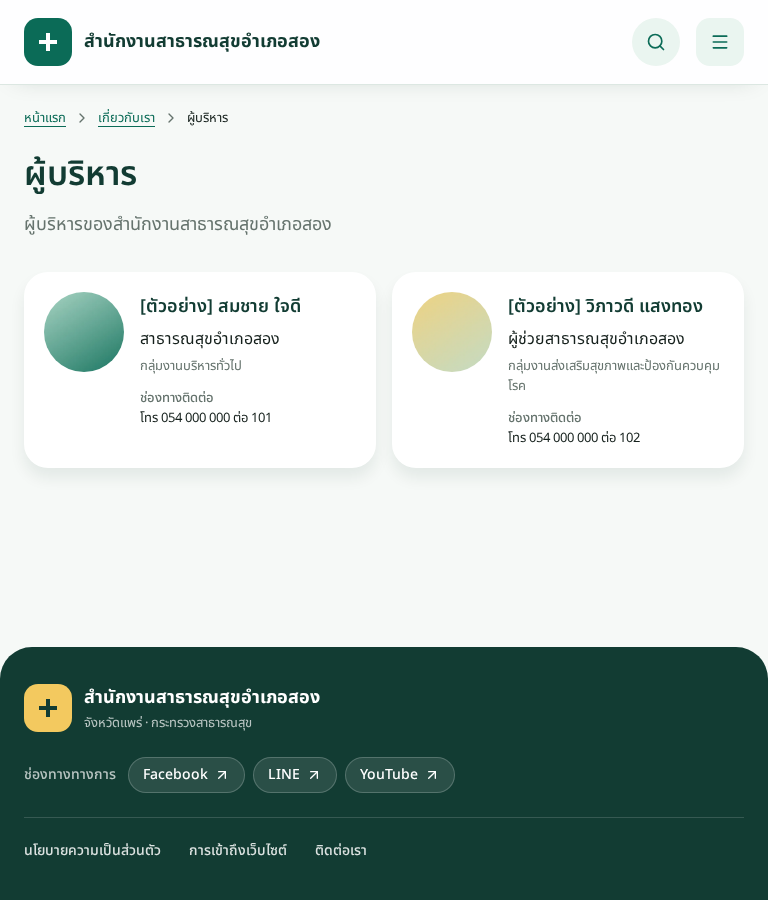 สำนักงานสาธารณสุขอำเภอสอง
หน้าแรก > เกี่ยวกับเรา > ผู้บริหาร
ผู้บริหาร
ผู้บริหารของสำนักงานสาธารณสุขอำเภอสอง
[ตัวอย่าง] สมชาย ใจดี
สาธารณสุขอำเภอสอง
กลุ่มงานบริหารทั่วไป
ช่องทางติดต่อ
โทร 054 000 000 ต่อ 101
[ตัวอย่าง] วิภาวดี แสงทอง
ผู้ช่วยสาธารณสุขอำเภอสอง
กลุ่มงานส่งเสริมสุขภาพและป้องกันควบคุม
โรค
ช่องทางติดต่อ
โทร 054 000 000 ต่อ 102
สำนักงานสาธารณสุขอำเภอสอง
จังหวัดแพร่ · กระทรวงสาธารณสุข
ช่องทางทางการ Facebook LINE YouTube
นโยบายความเป็นส่วนตัว การเข้าถึงเว็บไซต์ ติดต่อเรา